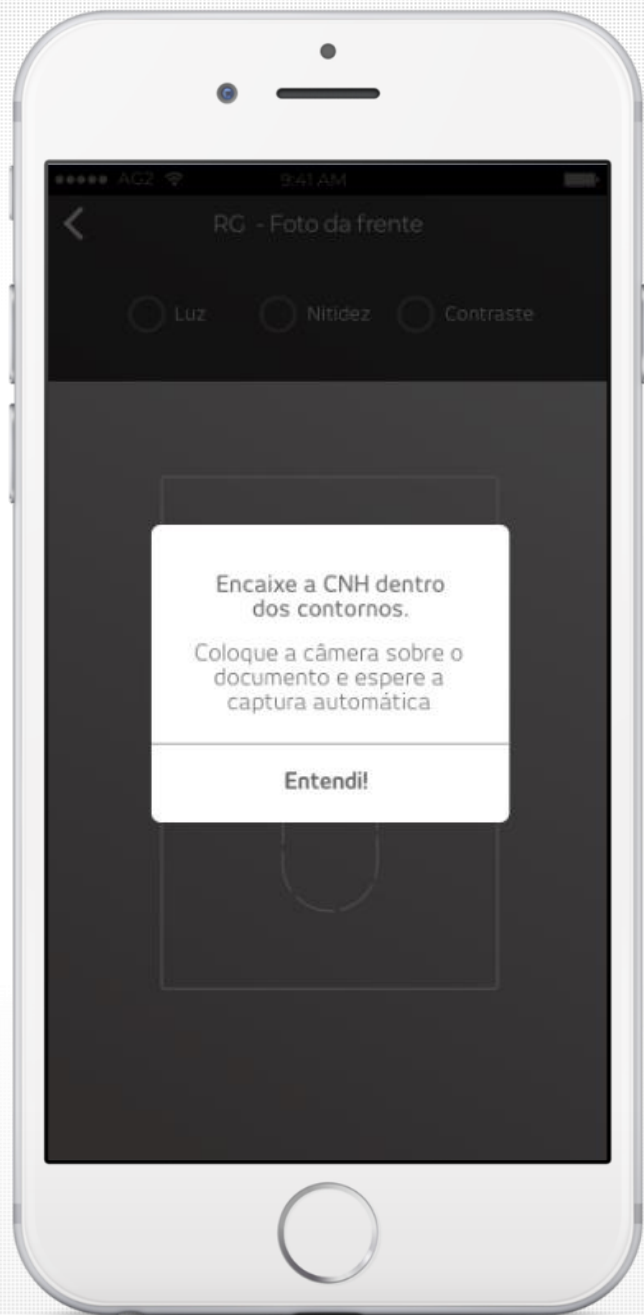 AG2 9:41 AM
RG - Foto da frente
Luz Nitidez Contraste
Encaixe a CNH dentro
dos contornos.
Coloque a câmera sobre o
documento e espere a
captura automática
Entendi!